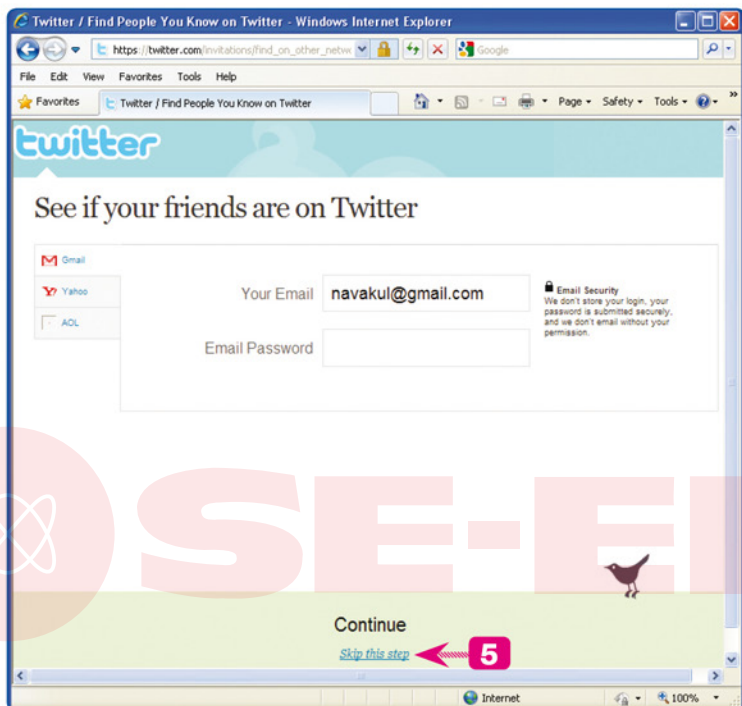 Twitter / Find People You Know on Twitter - Windows Internet Explorer
https://twitter.com/invitations/find_on_other_netwo
Google
File Edit View Favorites Tools Help
Favorites Twitter / Find People You Know on Twitter Page Safety Tools
twitter
See if your friends are on Twitter
Gmail
Yahoo
AOL
Your Email navakul@gmail.com
Email Password
Email Security
We don't store your login, your
password is submitted securely,
and we don't email without your
permission.
SE-E
Continue
Skip this step 5
Internet 100%